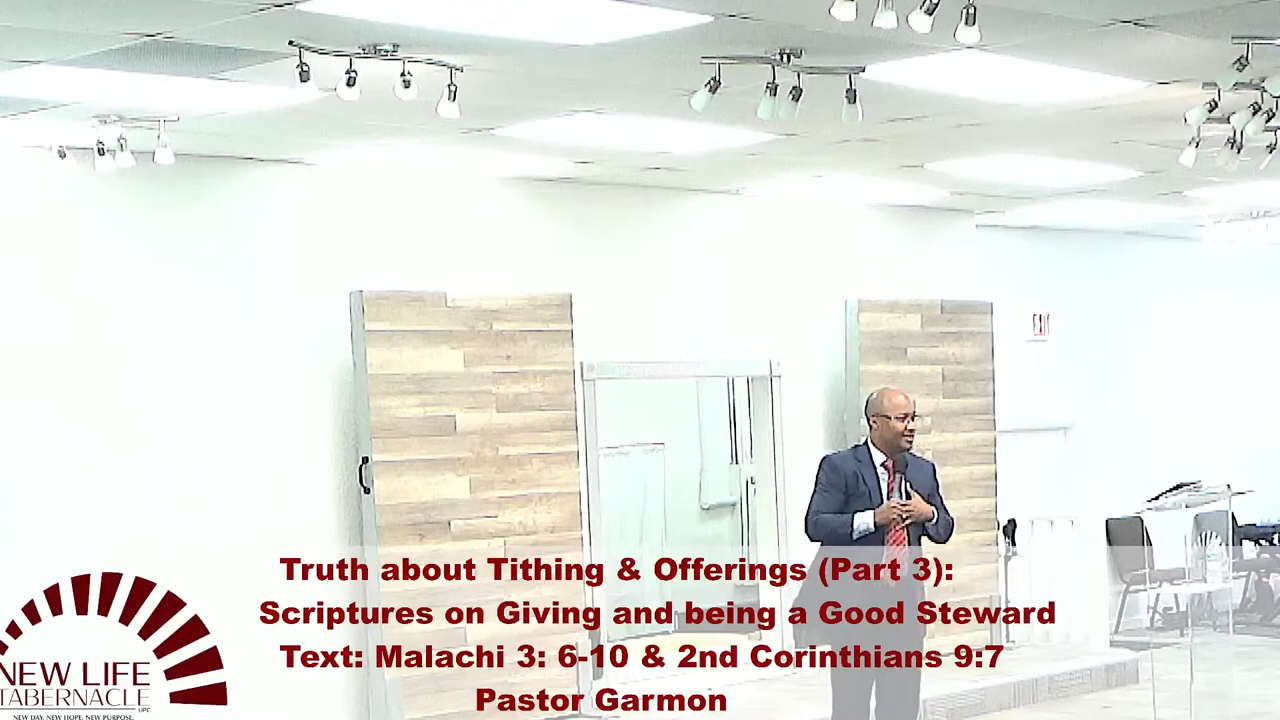 EXIT
Truth about Tithing & Offerings (Part 3):
Scriptures on Giving and being a Good Steward
Text: Malachi 3: 6-10 & 2nd Corinthians 9:7
Pastor Garmon
NEW LIFE
TABERNACLE
UPC
NEW DAY. NEW HOPE. NEW PURPOSE.